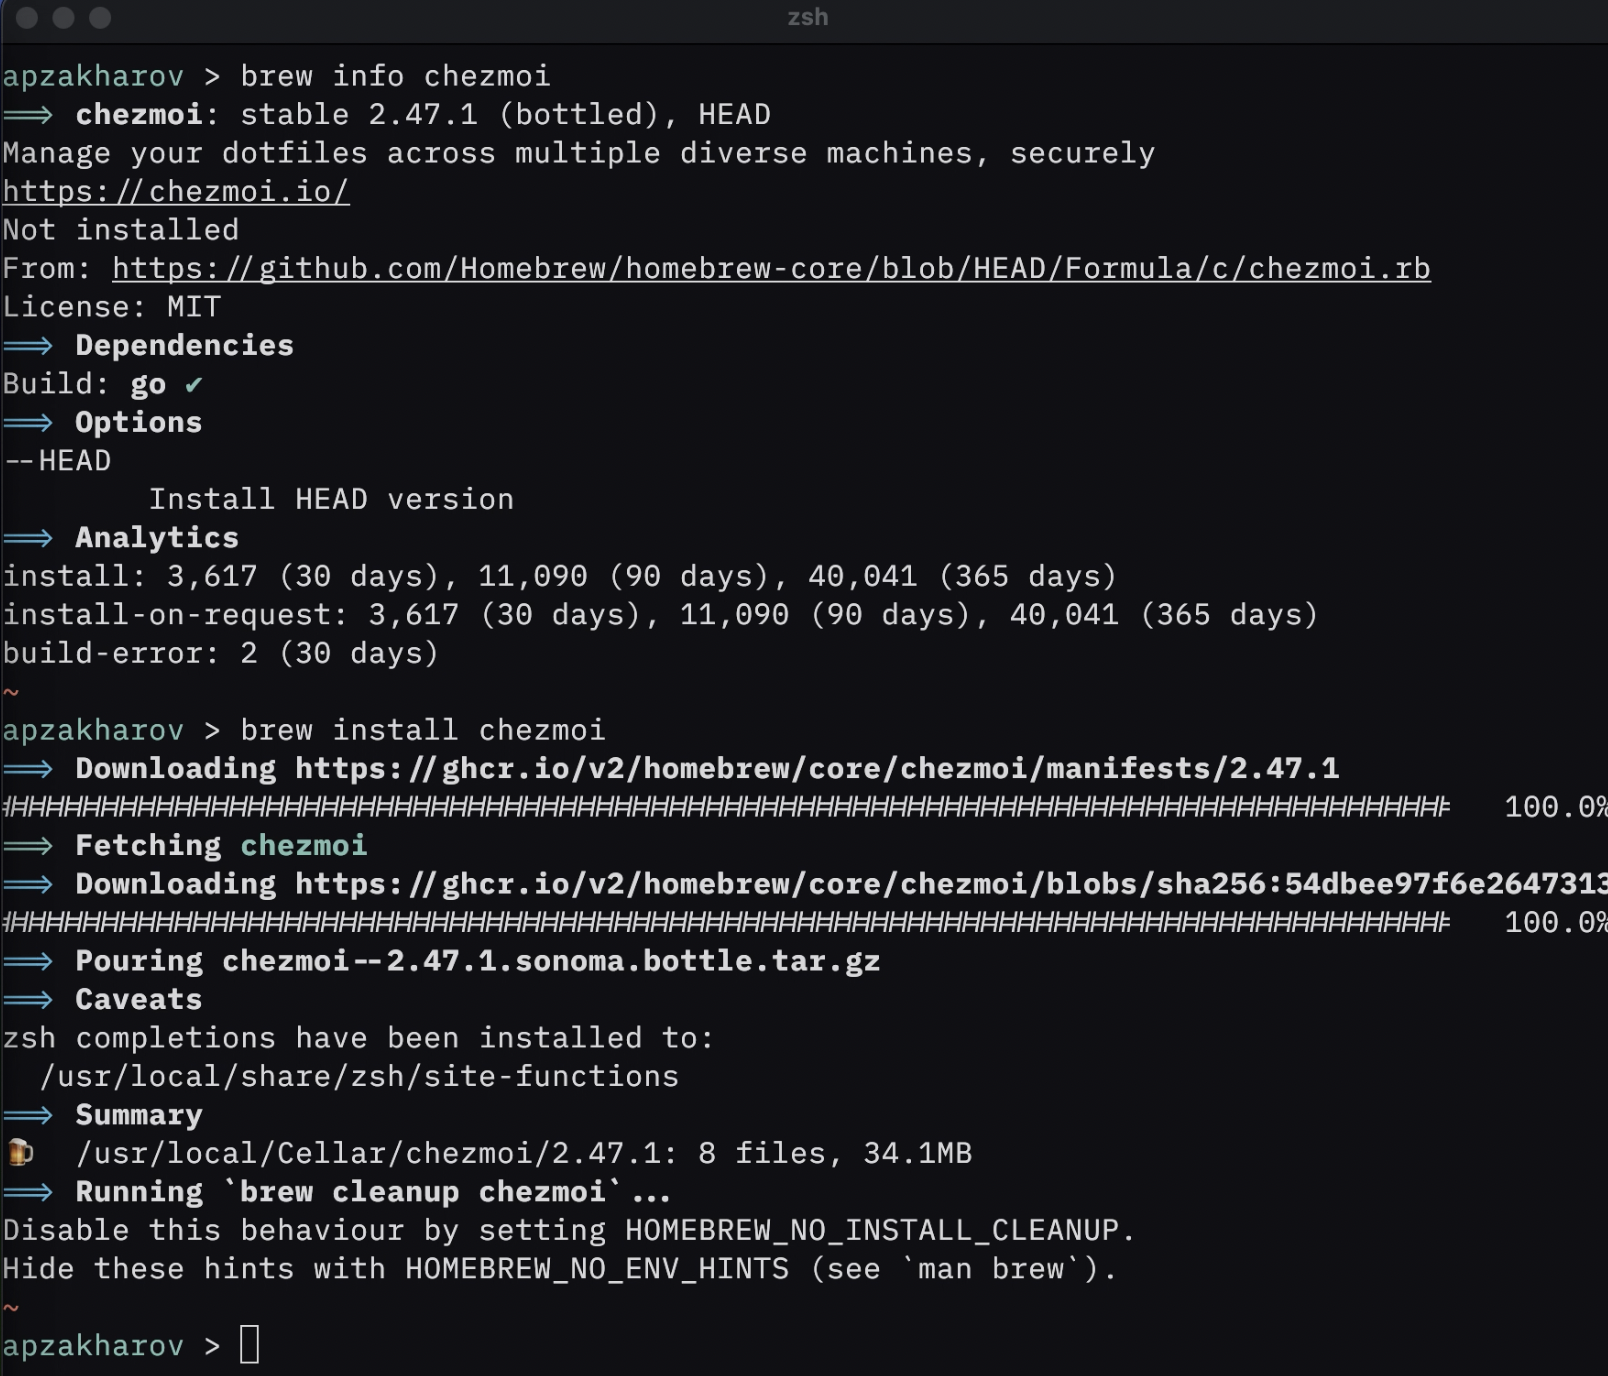 zsh
apzakharov > brew info chezmoi
==> chezmoi: stable 2.47.1 (bottled), HEAD
Manage your dotfiles across multiple diverse machines, securely
https://chezmoi.io/
Not installed
From: https://github.com/Homebrew/homebrew-core/blob/HEAD/Formula/c/chezmoi.rb
License: MIT
==> Dependencies
Build: go ✔
==> Options
--HEAD
Install HEAD version
==> Analytics
install: 3,617 (30 days), 11,090 (90 days), 40,041 (365 days)
install-on-request: 3,617 (30 days), 11,090 (90 days), 40,041 (365 days)
build-error: 2 (30 days)
~
apzakharov > brew install chezmoi
==> Downloading https://ghcr.io/v2/homebrew/core/chezmoi/manifests/2.47.1
############################################################################### 100.0%
==> Fetching chezmoi
==> Downloading https://ghcr.io/v2/homebrew/core/chezmoi/blobs/sha256:54dbee97f6e2647313
############################################################################### 100.0%
==> Pouring chezmoi--2.47.1.sonoma.bottle.tar.gz
==> Caveats
zsh completions have been installed to:
/usr/local/share/zsh/site-functions
==> Summary
🍺 /usr/local/Cellar/chezmoi/2.47.1: 8 files, 34.1MB
==> Running `brew cleanup chezmoi`...
Disable this behaviour by setting HOMEBREW_NO_INSTALL_CLEANUP.
Hide these hints with HOMEBREW_NO_ENV_HINTS (see `man brew`).
~
apzakharov >